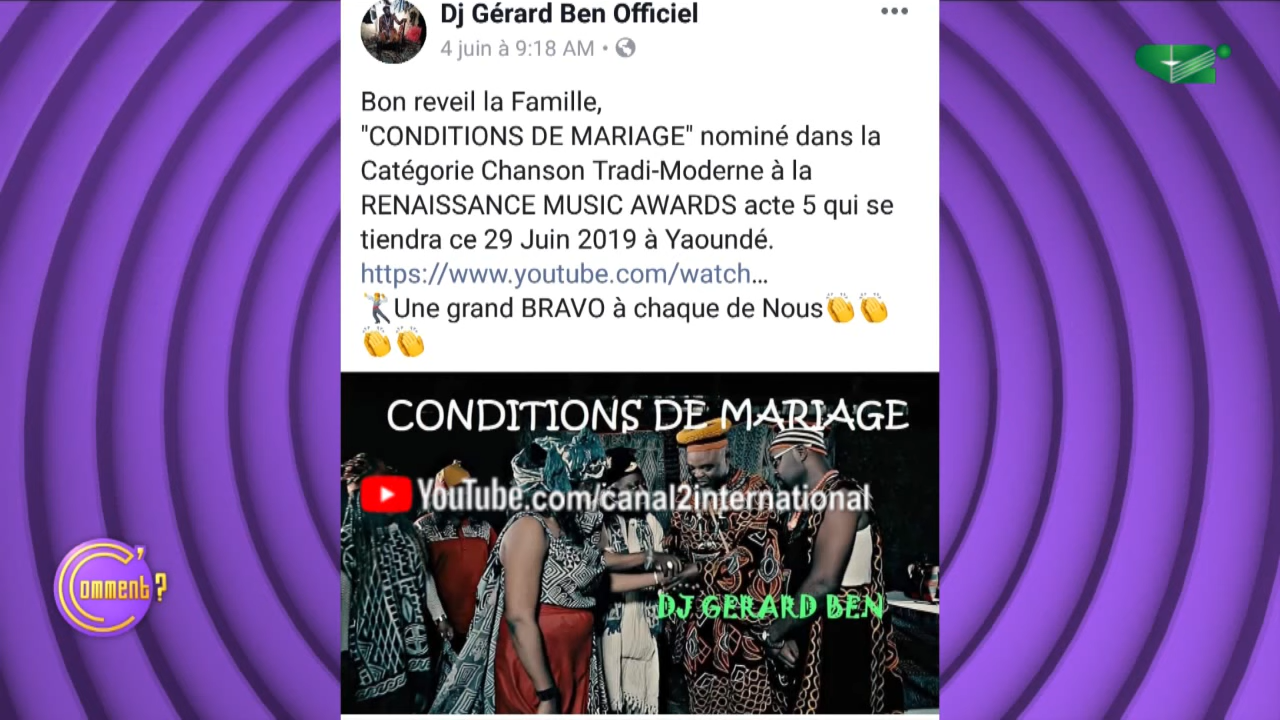 Dj Gérard Ben Officiel
4 juin à 9:18 AM •
Bon reveil la Famille,
"CONDITIONS DE MARIAGE" nominé dans la
Catégorie Chanson Tradi-Moderne à la
RENAISSANCE MUSIC AWARDS acte 5 qui se
tiendra ce 29 Juin 2019 à Yaoundé.
https://www.youtube.com/watch...
Une grand BRAVO à chaque de Nous
CONDITIONS DE MARIAGE
YouTube.com/canal2international
DJ GERARD BEN
C'omment ?